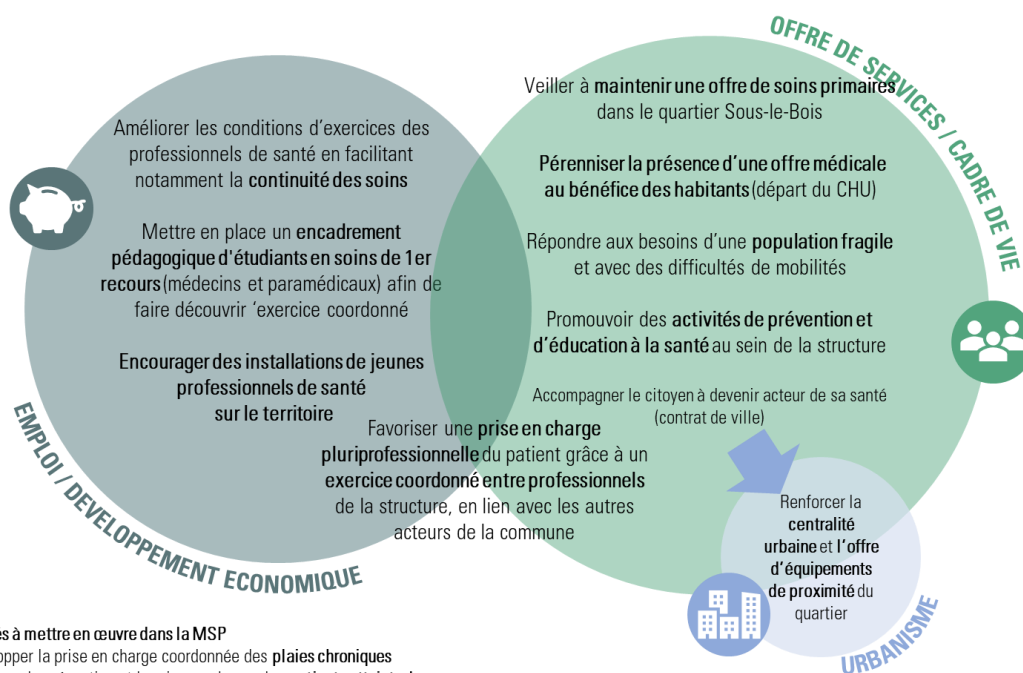 OFFRE DE SERVICES / CADRE DE VIE
Veiller à maintenir une offre de soins primaires
dans le quartier Sous-le-Bois
Pérenniser la présence d'une offre médicale
au bénéfice des habitants (départ du CHU)
Répondre aux besoins d'une population fragile
et avec des difficultés de mobilités
Promouvoir des activités de prévention et
d'éducation à la santé au sein de la structure
Accompagner le citoyen à devenir acteur de sa santé
(contrat de ville)
Améliorer les conditions d'exercices des
professionnels de santé en facilitant
notamment la continuité des soins
Mettre en place un encadrement
pédagogique d'étudiants en soins de 1er
recours (médecins et paramédicaux) afin de
faire découvrir 'exercice coordonné
Encourager des installations de jeunes
professionnels de santé
sur le territoire
EMPLOI / DEVELOPPEMENT ECONOMIQUE
Favoriser une prise en charge
pluriprofessionnelle du patient grâce à un
exercice coordonné entre professionnels
de la structure, en lien avec les autres
acteurs de la commune
Renforcer la
centralité
urbaine et l'offre
d'équipements
de proximité du
quartier
URBANISME
es à mettre en œuvre dans la MSP
opper la prise en charge coordonnée des plaies chroniques